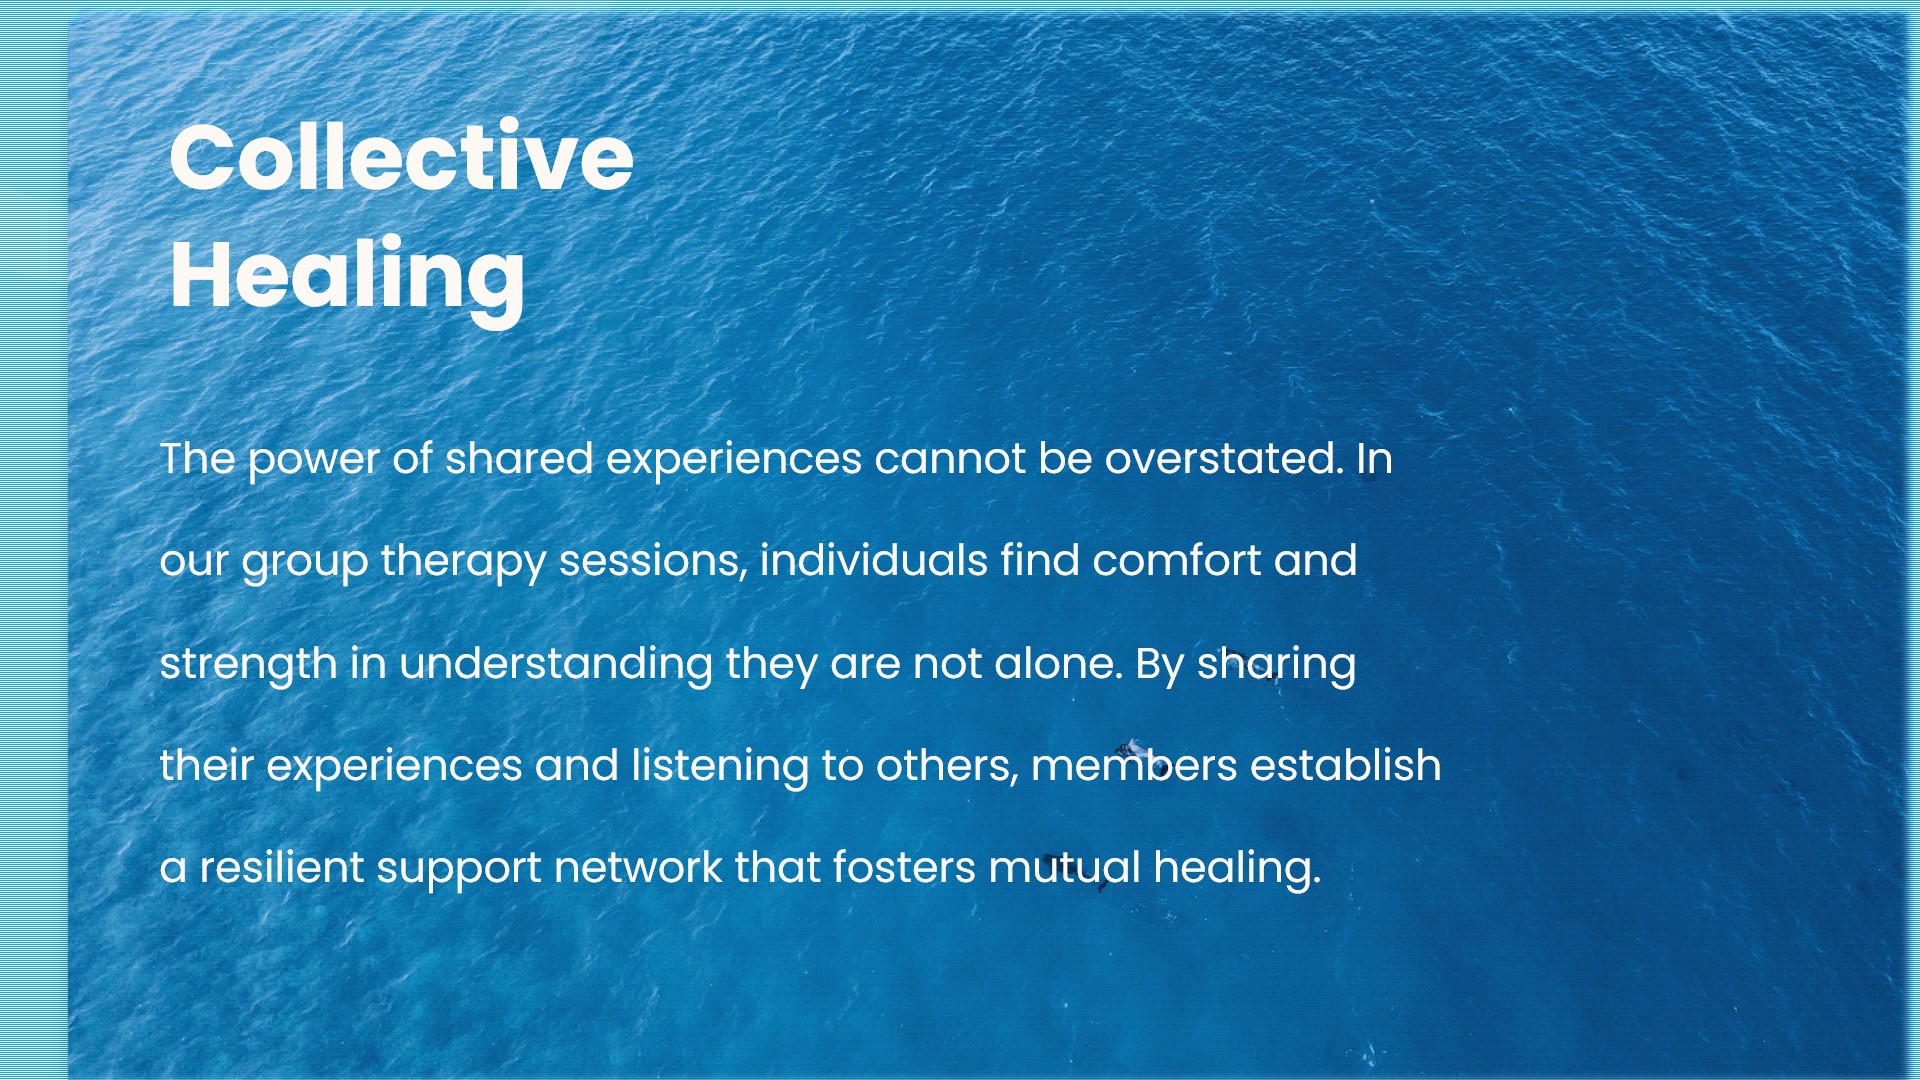 Collective
Healing
The power of shared experiences cannot be overstated. In
our group therapy sessions, individuals find comfort and
strength in understanding they are not alone. By sharing
their experiences and listening to others, members establish
a resilient support network that fosters mutual healing.